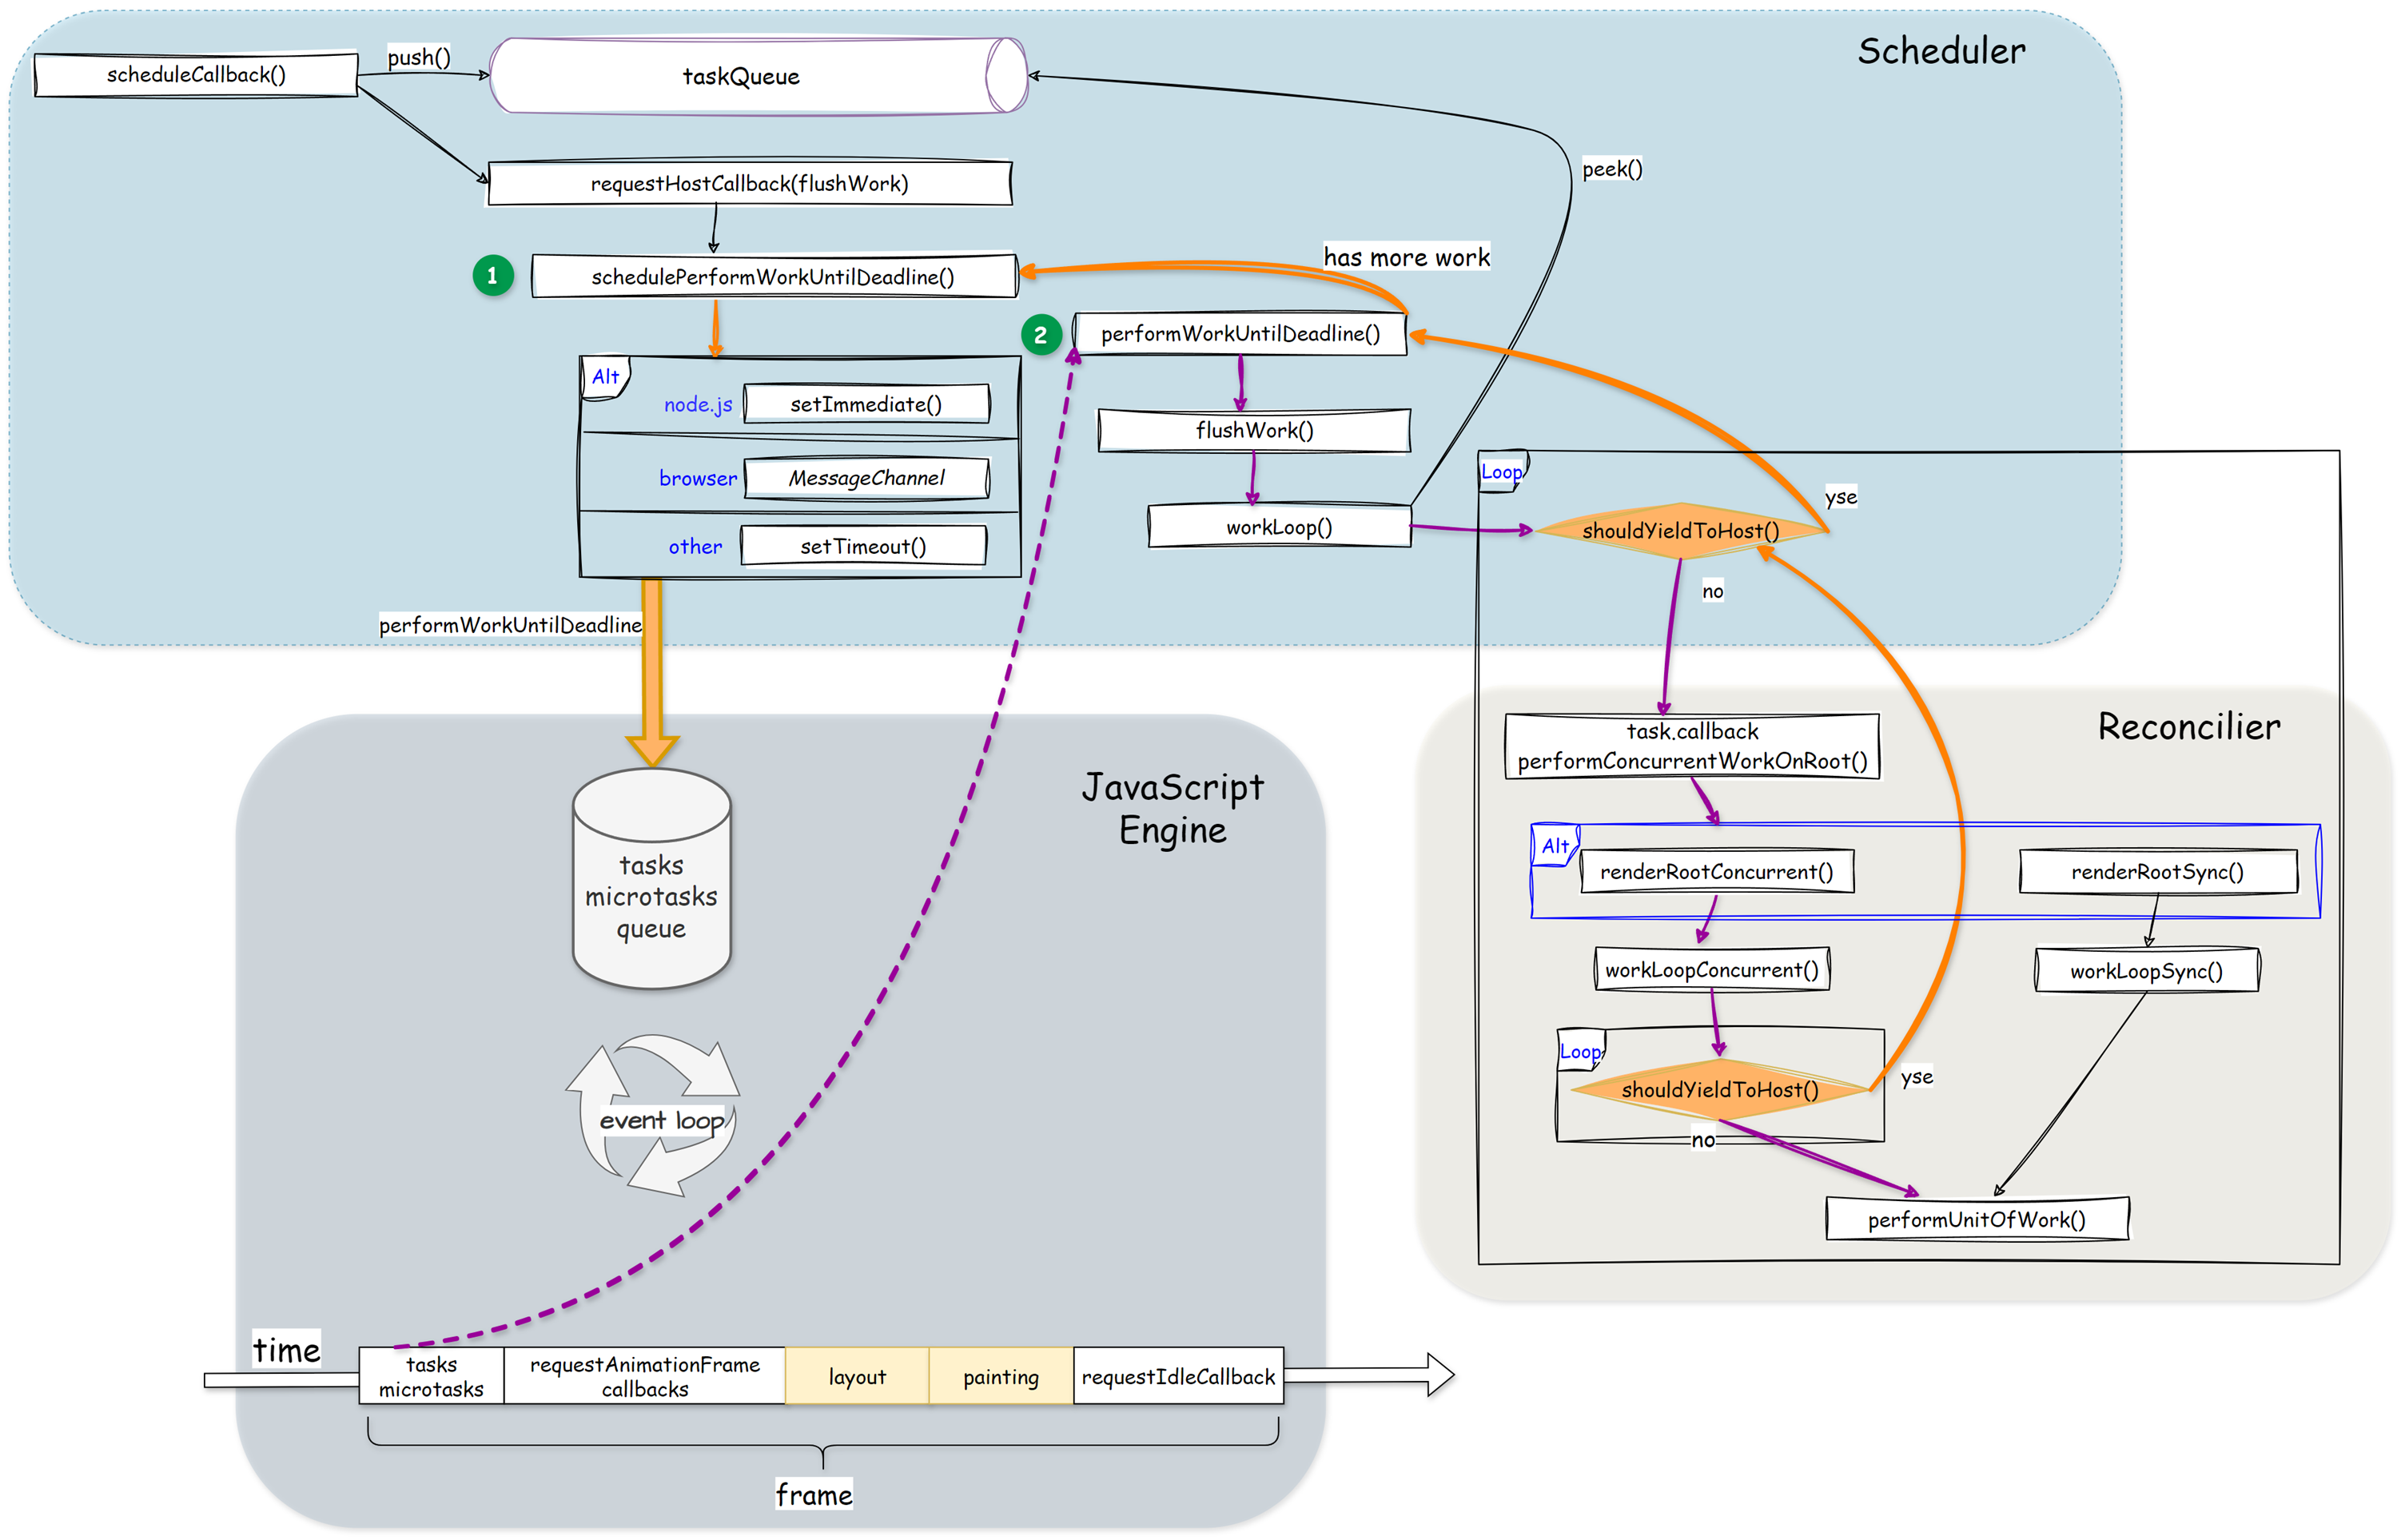 Scheduler
scheduleCallback()
push()
taskQueue
requestHostCallback(flushWork)
peek()
1
schedulePerformWorkUntilDeadline()
has more work
2
performWorkUntilDeadline()
Alt
node.js
setImmediate()
browser
MessageChannel
other
setTimeout()
flushWork()
workLoop()
Loop
shouldYieldToHost()
yse
no
performWorkUntilDeadline
JavaScript
Engine
tasks
microtasks
queue
event loop
Reconcilier
task.callback
performConcurrentWorkOnRoot()
Alt
renderRootConcurrent()
renderRootSync()
workLoopConcurrent()
workLoopSync()
Loop
shouldYieldToHost()
yse
no
performUnitOfWork()
time
tasks
microtasks
requestAnimationFrame
callbacks
layout
painting
requestIdleCallback
frame